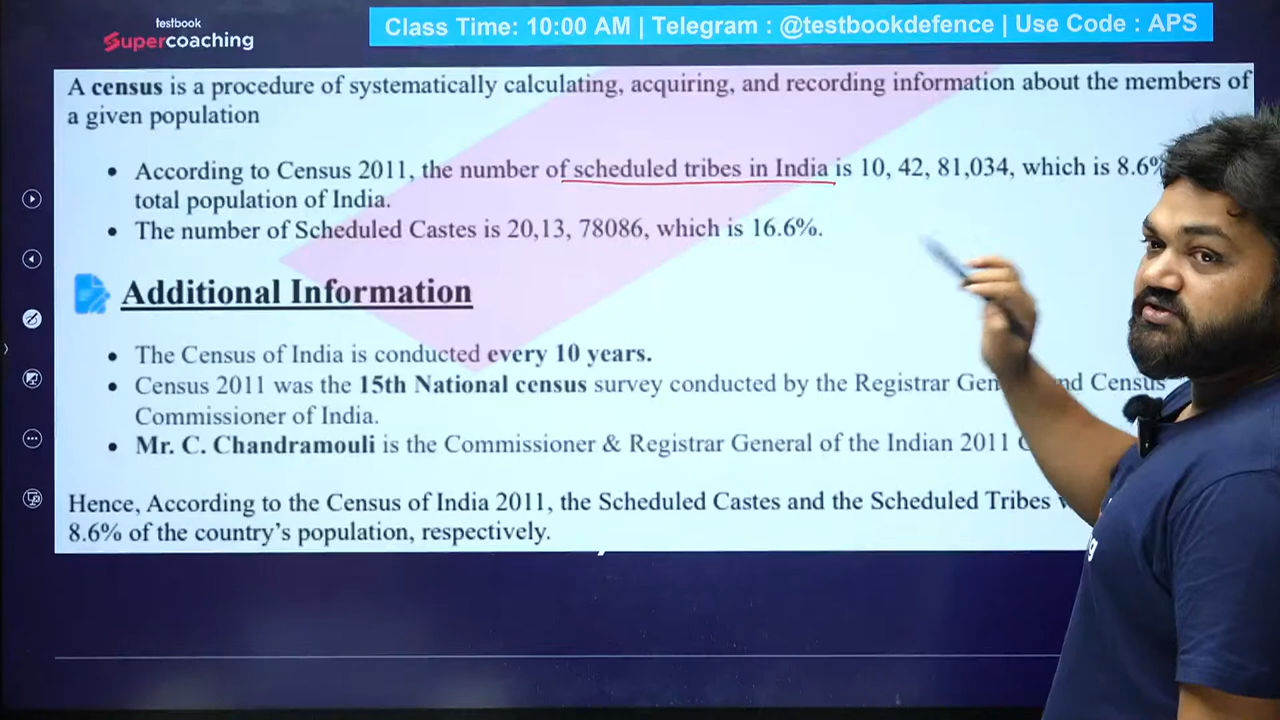 testbook
Supercoaching
Class Time: 10:00 AM | Telegram : @testbookdefence | Use Code : APS
A census is a procedure of systematically calculating, acquiring, and recording information about the members of
a given population
• According to Census 2011, the number of scheduled tribes in India is 10, 42, 81,034, which is 8.6%
total population of India.
• The number of Scheduled Castes is 20,13, 78086, which is 16.6%.
Additional Information
• The Census of India is conducted every 10 years.
• Census 2011 was the 15th National census survey conducted by the Registrar Gen nd Census
Commissioner of India.
• Mr. C. Chandramouli is the Commissioner & Registrar General of the Indian 2011
Hence, According to the Census of India 2011, the Scheduled Castes and the Scheduled Tribes
8.6% of the country's population, respectively.